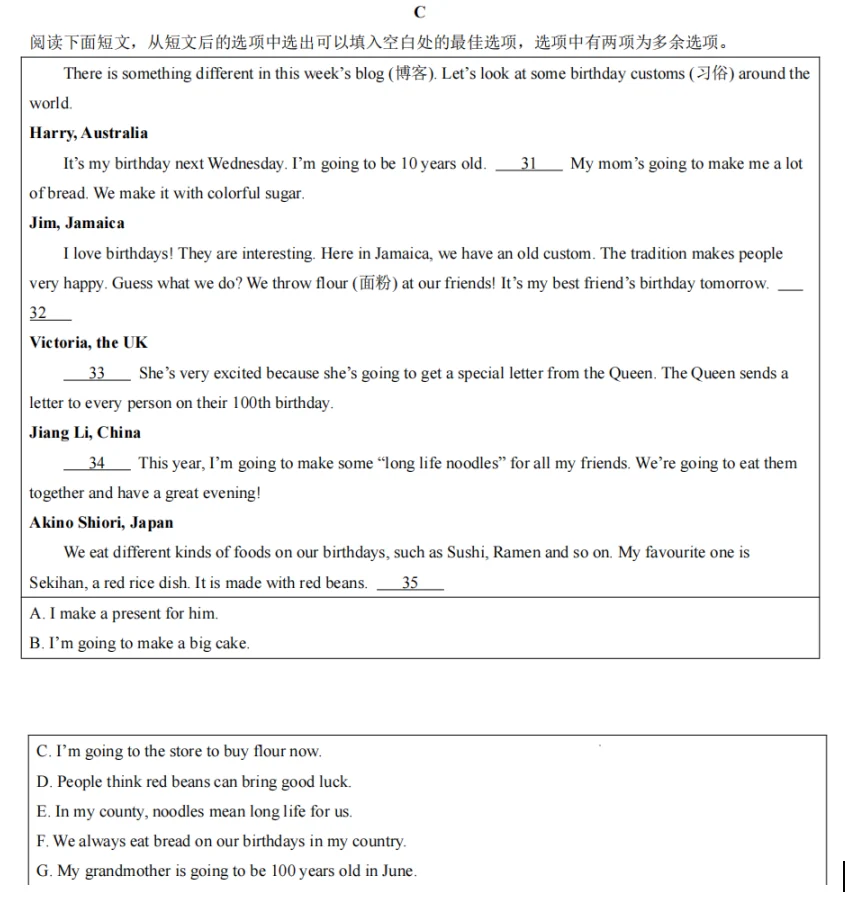 C
阅读下面短文，从短文后的选项中选出可以填入空白处的最佳选项，选项中有两项为多余选项。
There is something different in this week's blog (博客). Let's look at some birthday customs (习俗) around the
world.
Harry, Australia
It's my birthday next Wednesday. I'm going to be 10 years old. ___31___ My mom's going to make me a lot
of bread. We make it with colorful sugar.
Jim, Jamaica
I love birthdays! They are interesting. Here in Jamaica, we have an old custom. The tradition makes people
very happy. Guess what we do? We throw flour (面粉) at our friends! It's my best friend's birthday tomorrow. ___
32___
Victoria, the UK
___33___ She's very excited because she's going to get a special letter from the Queen. The Queen sends a
letter to every person on their 100th birthday.
Jiang Li, China
___34___ This year, I'm going to make some “long life noodles” for all my friends. We're going to eat them
together and have a great evening!
Akino Shiori, Japan
We eat different kinds of foods on our birthdays, such as Sushi, Ramen and so on. My favourite one is
Sekihan, a red rice dish. It is made with red beans. ___35___
A. I make a present for him.
B. I'm going to make a big cake.
C. I'm going to the store to buy flour now.
D. People think red beans can bring good luck.
E. In my county, noodles mean long life for us.
F. We always eat bread on our birthdays in my country.
G. My grandmother is going to be 100 years old in June.